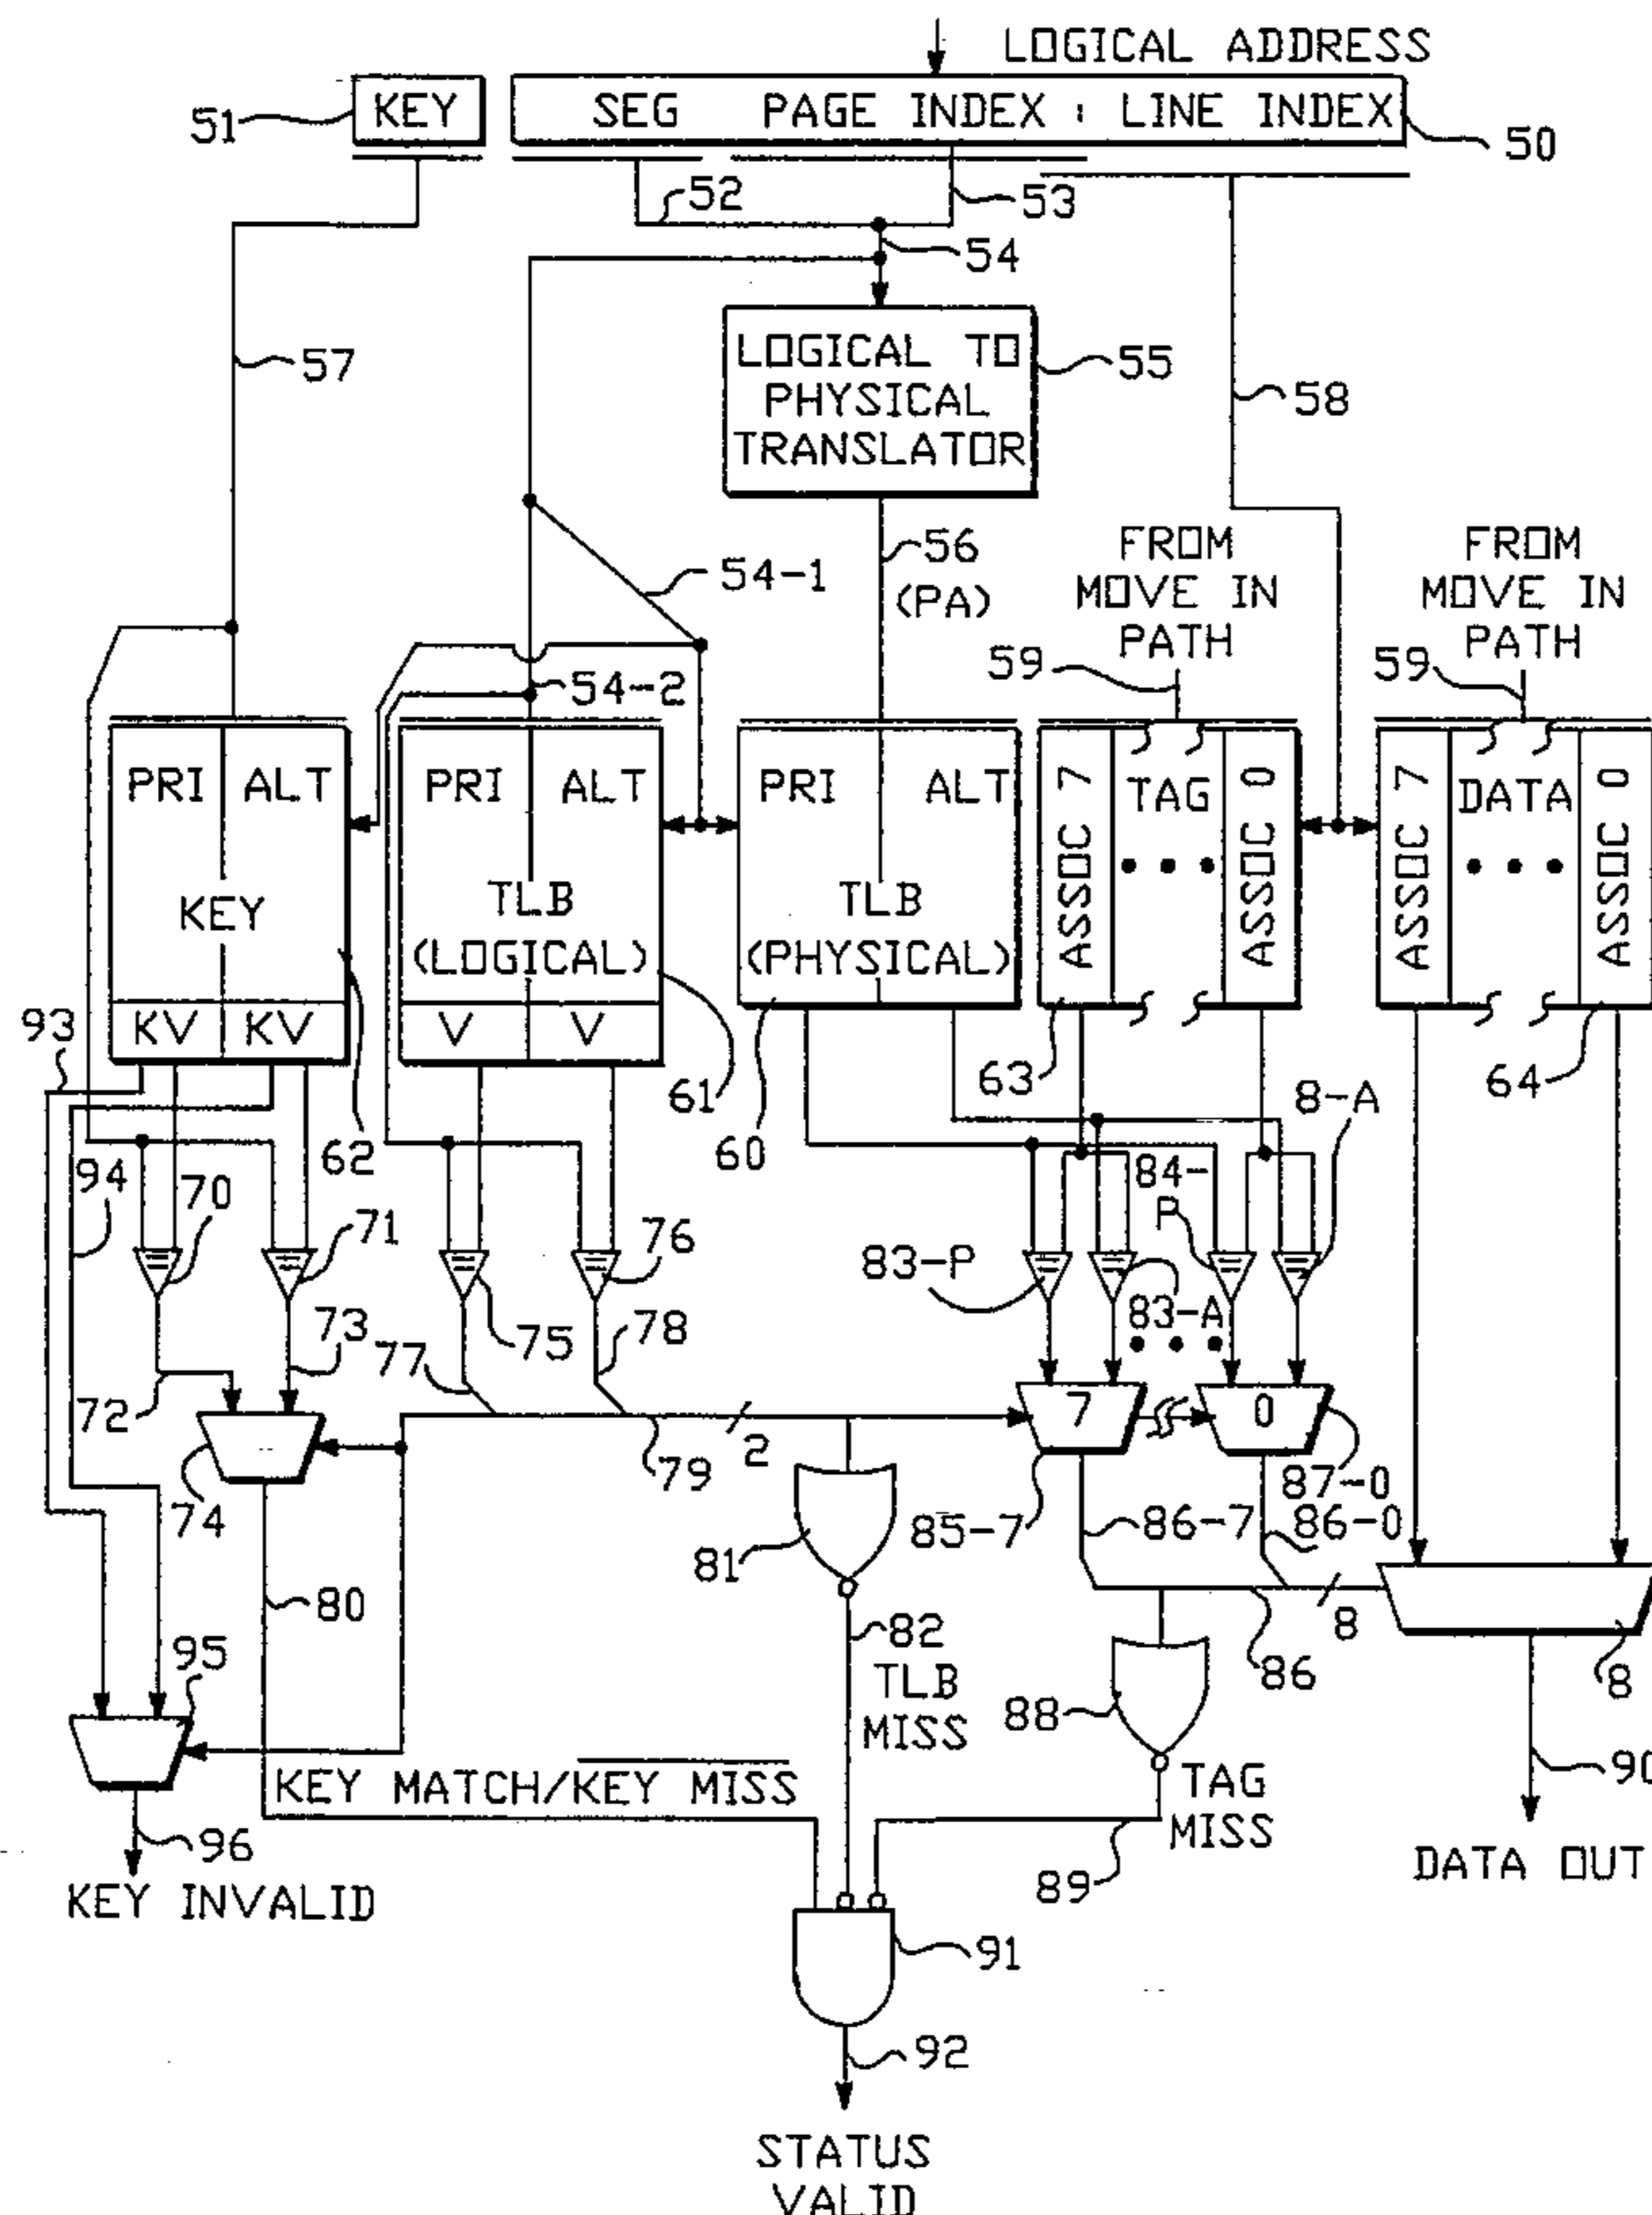 LOGICAL ADDRESS
51 KEY SEG PAGE INDEX LINE INDEX 50
52 53
54
57
LOGICAL TO
PHYSICAL
TRANSLATOR
55
58
54-1
56
(PA)
FROM
MOVE IN
PATH
FROM
MOVE IN
PATH
59 59
54-2
PRI ALT
KEY
KV KV
PRI ALT
TLB
(LOGICAL)
V V
PRI ALT
TLB
(PHYSICAL)
ASSOC 7
TAG
ASSOC 0
ASSOC 7
DATA
ASSOC 0
93
62
61
60
63
64
94
70
71
76
84-
P
8-A
83-P
83-A
72
73
77
75
78
7
0
74
79
2
85-7
86-7
87-0
86-0
81
80
82
TLB
MISS
88
8
86
8
95
KEY MATCH/KEY MISS
TAG
MISS
90
96
KEY INVALID
89
DATA OUT
91
92
STATUS
VALID